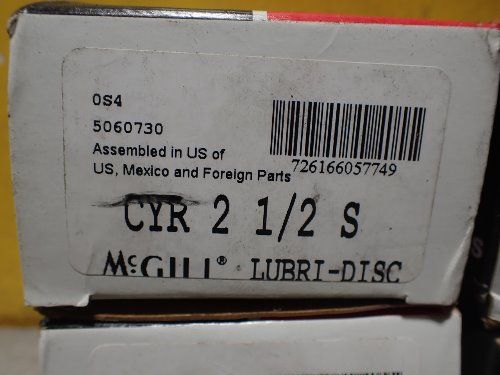 0S4
5060730
Assembled in US of
US, Mexico and Foreign Parts
726166057749
CYR 2 1/2 S
McGILL® LUBRI-DISC